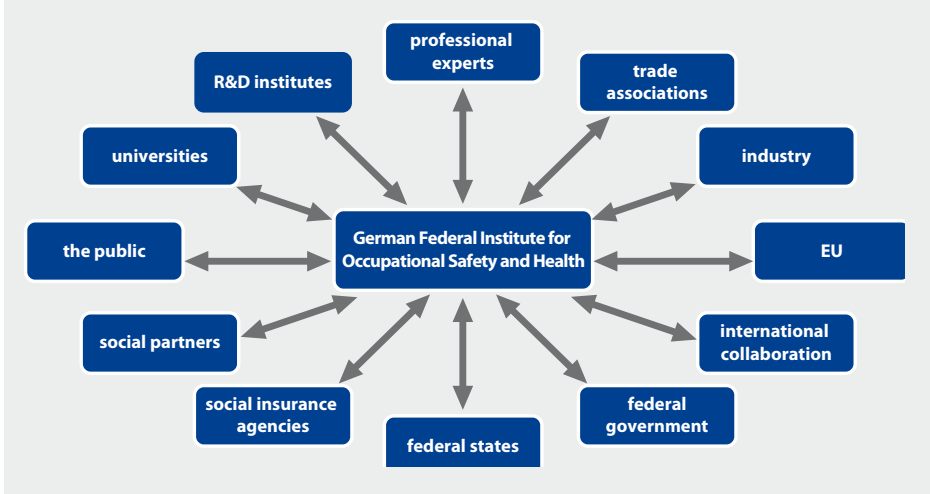 professional
experts
R&D institutes
trade
associations
universities
industry
German Federal Institute for
Occupational Safety and Health
the public
EU
social partners
international
collaboration
social insurance
agencies
federal
government
federal states